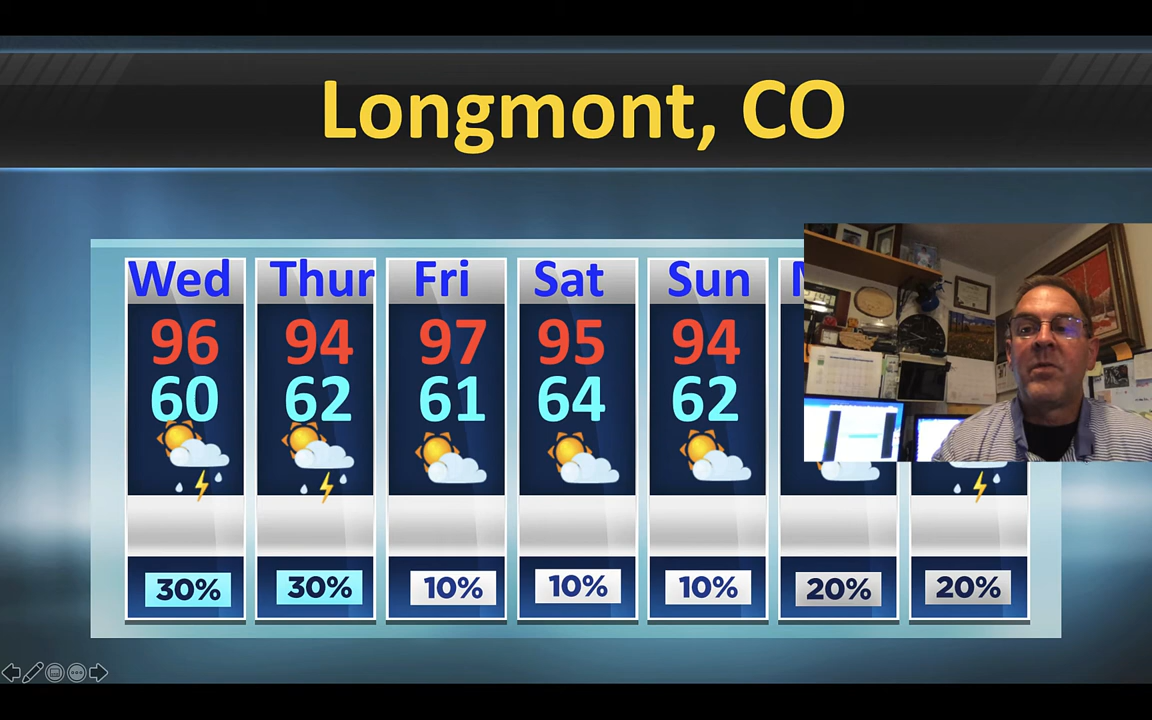 Longmont, CO
Wed Thur Fri Sat Sun
96 94 97 95 94
60 62 61 64 62
30% 30% 10% 10% 10% 20% 20%